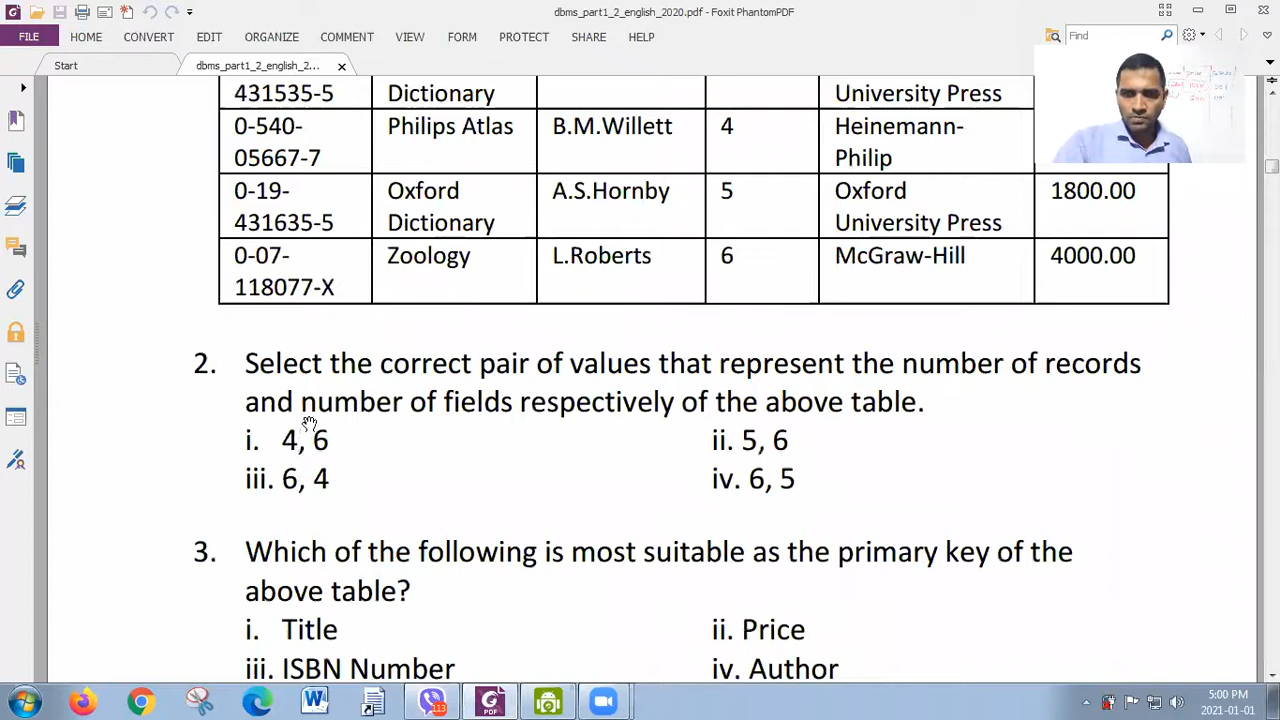 dbms_part1_2_english_2020.pdf - Foxit PhantomPDF
FILE HOME CONVERT EDIT ORGANIZE COMMENT VIEW FORM PROTECT SHARE HELP
Find
Start dbms_part1_2_english_2...
431535-5 Dictionary University Press
0-540- Philips Atlas B.M.Willett 4 Heinemann-
05667-7 Philip
0-19- Oxford A.S.Hornby 5 Oxford 1800.00
431635-5 Dictionary University Press
0-07- Zoology L.Roberts 6 McGraw-Hill 4000.00
118077-X
2. Select the correct pair of values that represent the number of records
and number of fields respectively of the above table.
i. 4, 6 ii. 5, 6
iii. 6, 4 iv. 6, 5
3. Which of the following is most suitable as the primary key of the
above table?
i. Title ii. Price
iii. ISBN Number iv. Author
113
PDF
5:00 PM
2021-01-01